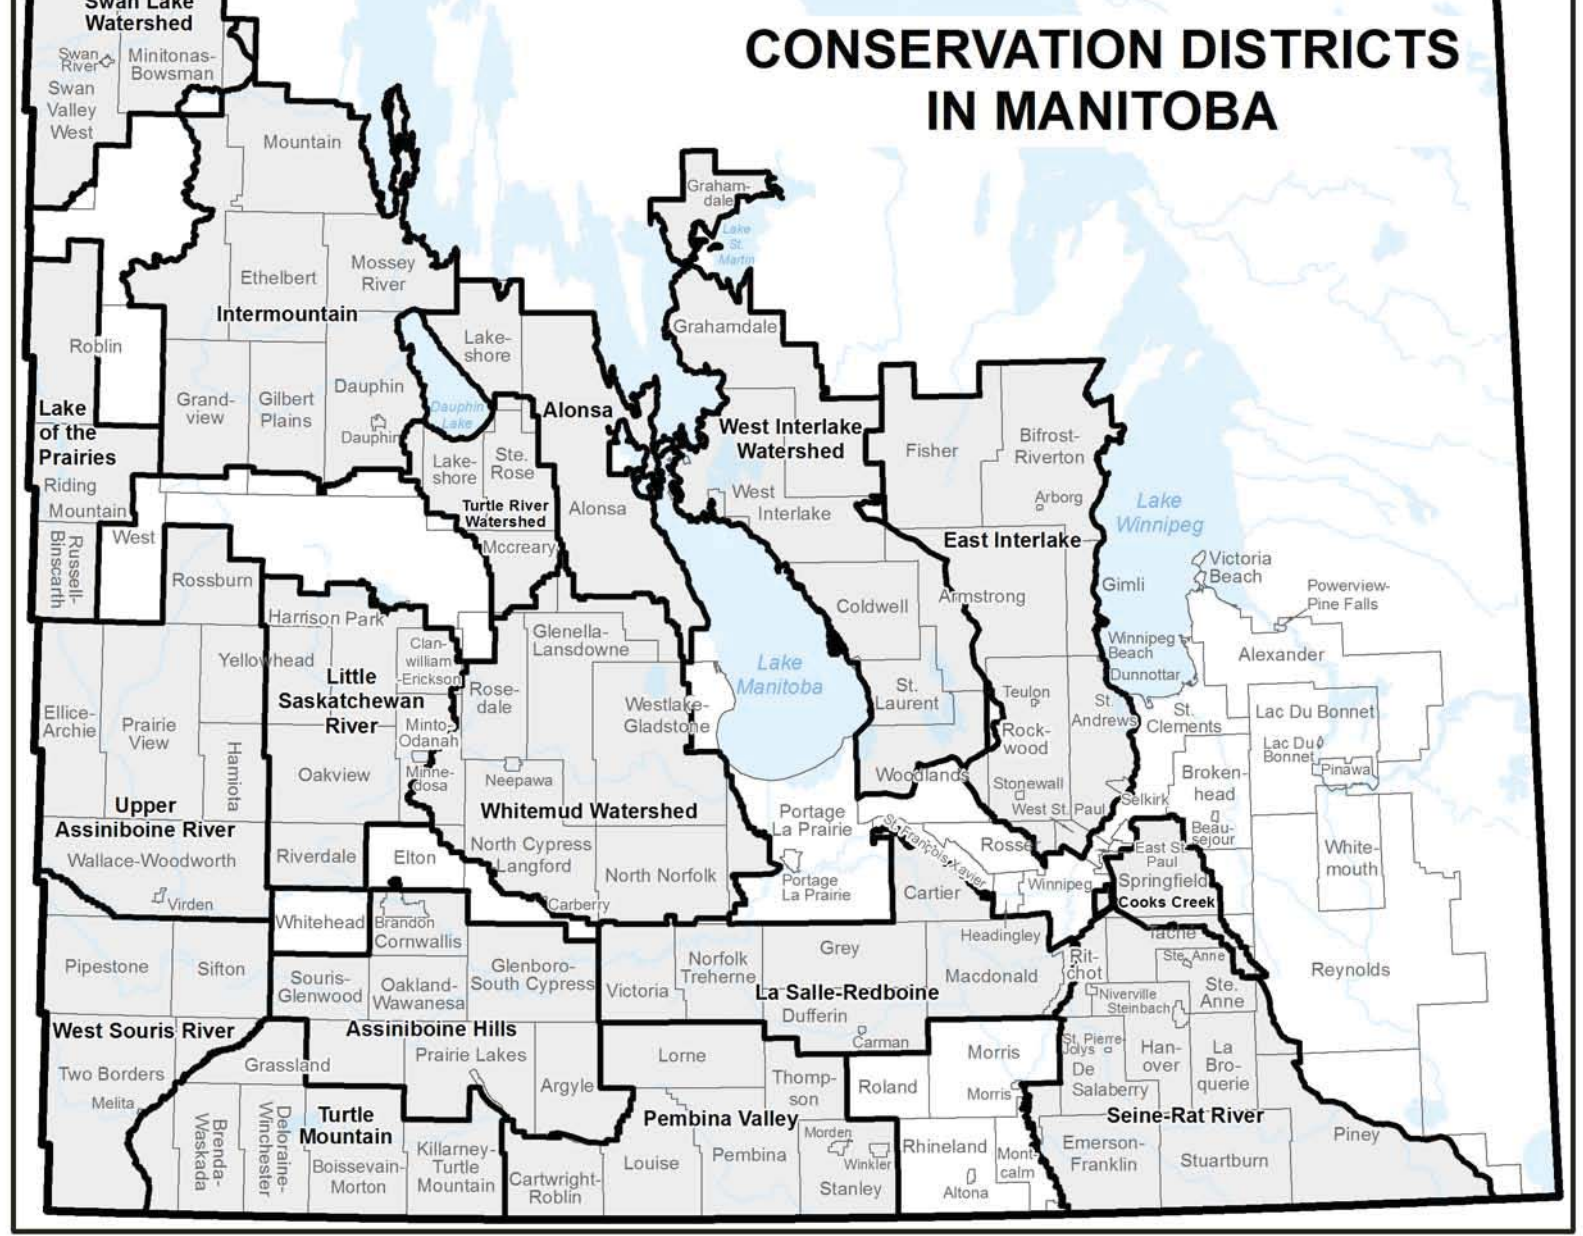 CONSERVATION DISTRICTS
IN MANITOBA
Swan Lake
Watershed
Swan
River
Minitonas-
Bowsman
Swan
Valley
West
Mountain
Graham-
dale
Lake
St.
Martin
Ethelbert
Mossey
River
Intermountain
Grahamdale
Roblin
Lake-
shore
Grand-
view
Gilbert
Plains
Dauphin
Dauphin
Dauphin
Lake
Lake
of the
Prairies
Alonsa
West Interlake
Watershed
Fisher
Bifrost-
Riverton
Lake-
shore
Ste.
Rose
Riding
Mountain
West
Turtle River
Watershed
Alonsa
West
Interlake
Arborg
Lake
Winnipeg
East Interlake
Mccreary
Russell-
Binscarth
Rossburn
Victoria
Beach
Powerview-
Pine Falls
Gimli
Armstrong
Coldwell
Harrison Park
Glenella-
Lansdowne
Clan-
william
-Erickson
Winnipeg
Beach
Dunnottar
Alexander
Yellowhead
Little
Saskatchewan
River
Lake
Manitoba
Rose-
dale
Westlake-
Gladstone
St.
Laurent
Teulon
Rock-
wood
St.
Andrews
St.
Clements
Lac Du Bonnet
Lac Du
Bonnet
Pinawa
Ellice-
Archie
Prairie
View
Hamiota
Minto-
Odanah
Minne-
dosa
Oakview
Neepawa
Woodlands
Stonewall
West St. Paul
Selkirk
Broken-
head
Beau-
sejour
Upper
Assiniboine River
Whitemud Watershed
Portage
La Prairie
St. Francois Xavier
Rosser
East St.
Paul
Springfield
Cooks Creek
White-
mouth
Wallace-Woodworth
Riverdale
Elton
North Cypress
Langford
North Norfolk
Portage
La Prairie
Cartier
Winnipeg
Virden
Carberry
Whitehead
Brandon
Cornwallis
Headingley
Tache
Ste. Anne
Grey
Pipestone
Sifton
Souris-
Glenwood
Oakland-
Wawanesa
Glenboro-
South Cypress
Victoria
Norfolk
Treherne
Macdonald
Rit-
chot
Niverville
Steinbach
Ste.
Anne
Reynolds
La Salle-Redboine
Dufferin
Carman
West Souris River
Assiniboine Hills
Two Borders
Melita
Grassland
Prairie Lakes
Argyle
Lorne
Thomp-
son
Roland
Morris
Morris
St. Pierre-
Jolys
De
Salaberry
Han-
over
La
Bro-
querie
Brenda-
Waskada
Deloraine-
Winchester
Turtle
Mountain
Boissevain-
Morton
Killarney-
Turtle
Mountain
Cartwright-
Roblin
Pembina Valley
Louise
Pembina
Morden
Winkler
Stanley
Rhineland
Altona
Mont-
calm
Seine-Rat River
Emerson-
Franklin
Stuartburn
Piney